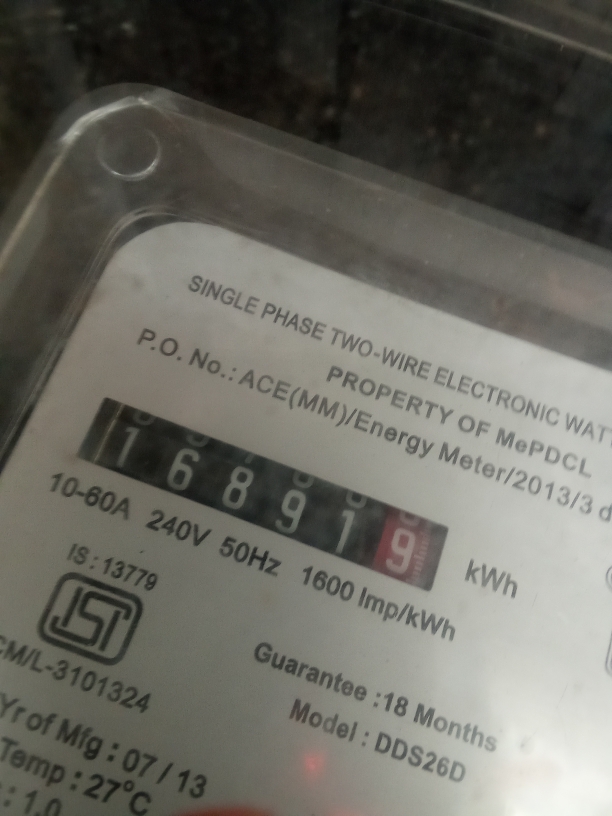 SINGLE PHASE TWO-WIRE ELECTRONIC
PROPERTY OF MePDCL
P.O. No.: ACE(MM)/Energy Meter/2013/3
168919 kWh
10-60A 240V 50Hz 1600 Imp/kWh
IS : 13779
ISI
CM/L-3101324
Guarantee :18 Months
Yr of Mfg : 07 / 13
Model : DDS26D
Temp : 27°C
: 1.0